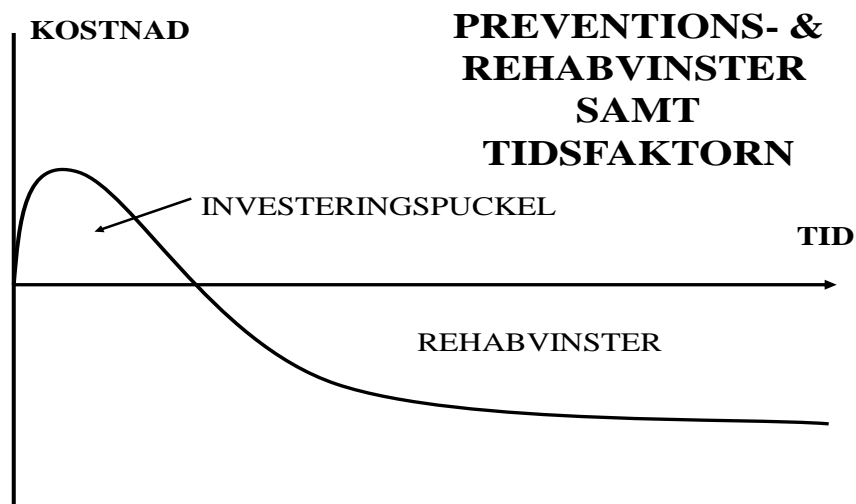 KOSTNAD
PREVENTIONS- &
REHABVINSTER
SAMT
TIDSFAKTORN
INVESTERINGSPUCKEL
TID
REHABVINSTER